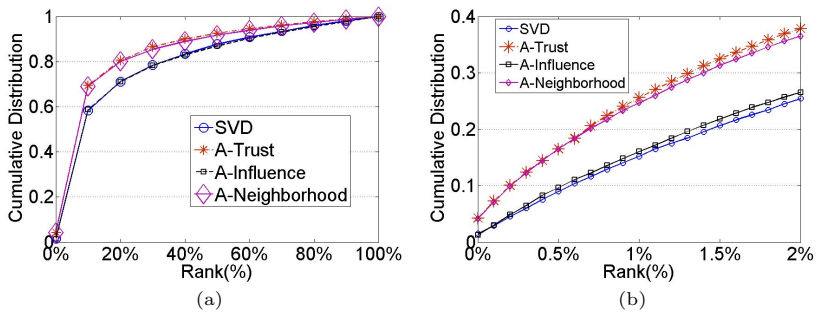 1
0.8
0.6
0.4
0.2
0
Cumulative Distribution
SVD
A-Trust
A-Influence
A-Neighborhood
0% 20% 40% 60% 80% 100%
Rank(%)
(a)
0.4
0.3
0.2
0.1
0
Cumulative Distribution
SVD
A-Trust
A-Influence
A-Neighborhood
0% 0.5% 1% 1.5% 2%
Rank(%)
(b)